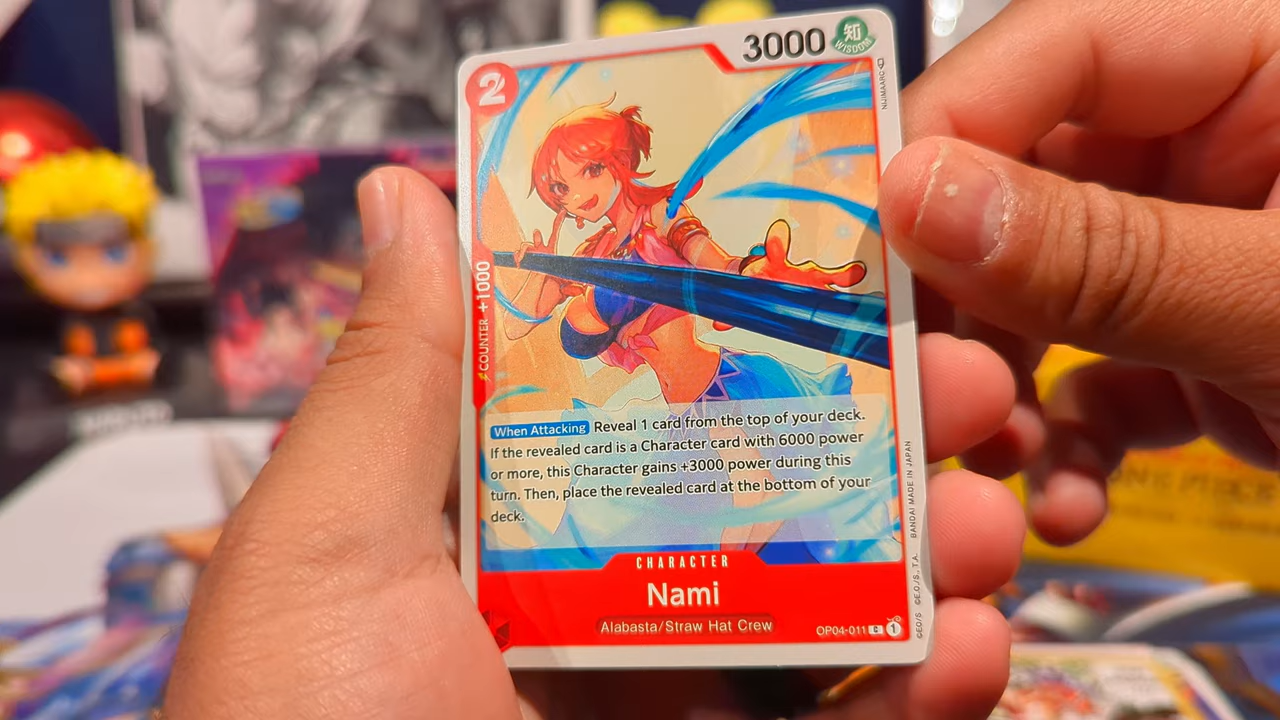 2
3000
知
WISDOM
NIJIMAARC
COUNTER +1000
When Attacking Reveal 1 card from the top of your deck.
If the revealed card is a Character card with 6000 power
or more, this Character gains +3000 power during this
turn. Then, place the revealed card at the bottom of your
deck.
©E.O/S ©E.O./S., T.A. BANDAI MADE IN JAPAN
CHARACTER
Nami
Alabasta/Straw Hat Crew
OP04-011 C 1